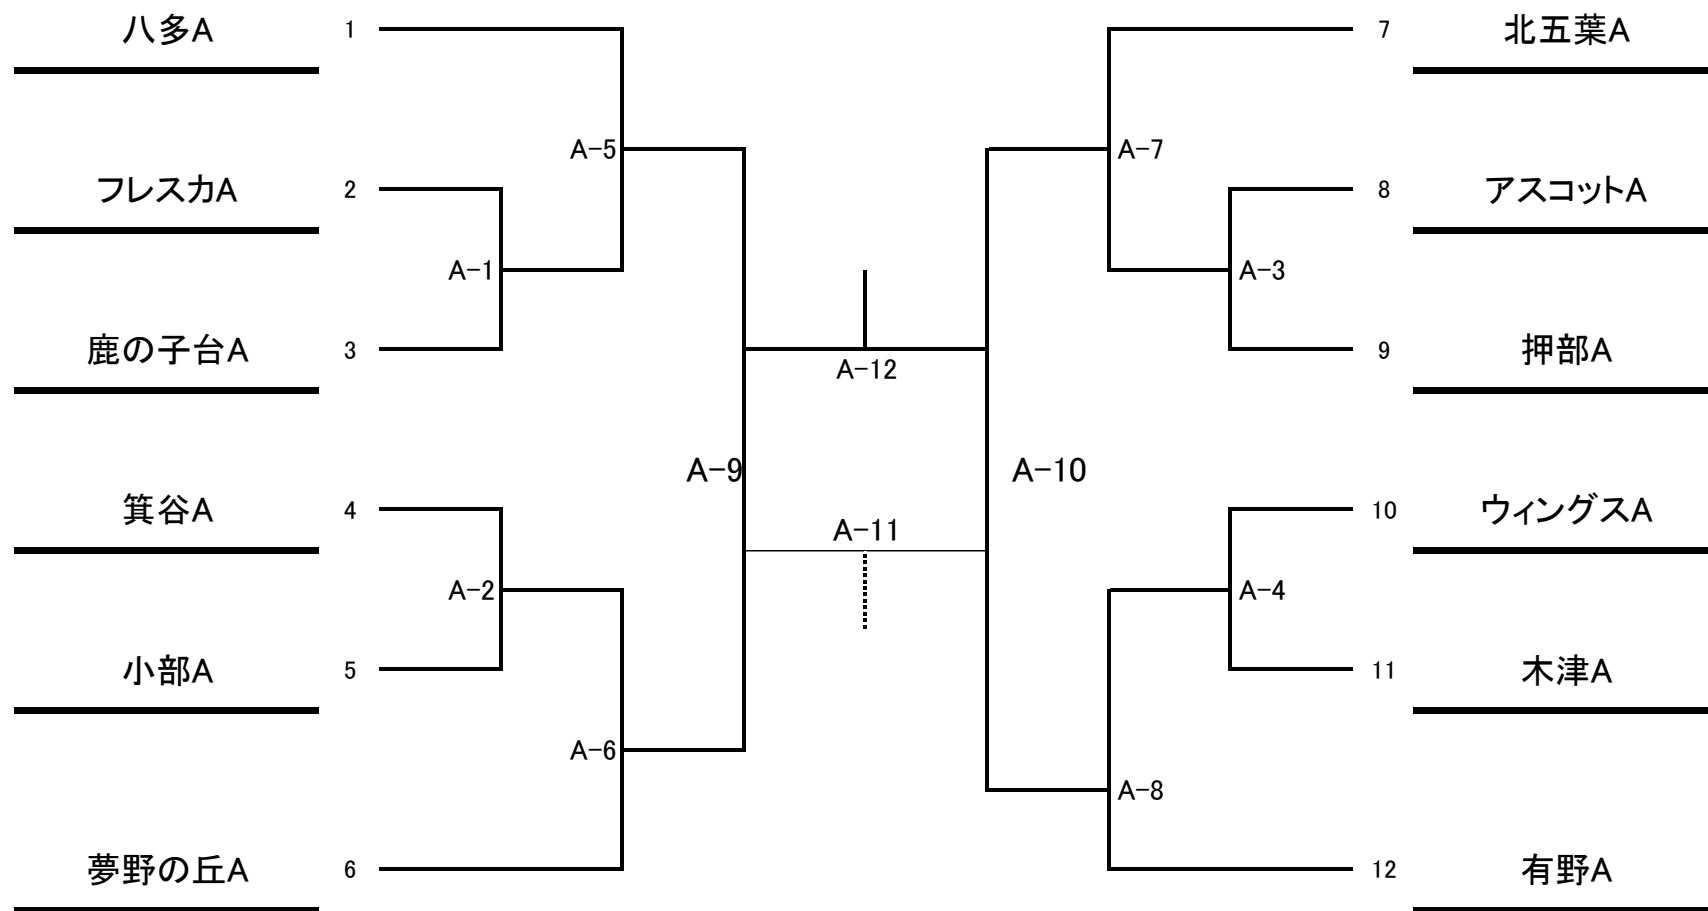 八多A 1 7 北五葉A
A-5 A-7
フレスカA 2 8 アスコットA
A-1 A-3
鹿の子台A 3 9 押部A
A-12
A-9 A-10
箕谷A 4 10 ウィングスA
A-11
A-2 A-4
小部A 5 11 木津A
A-6
A-8
夢野の丘A 6 12 有野A